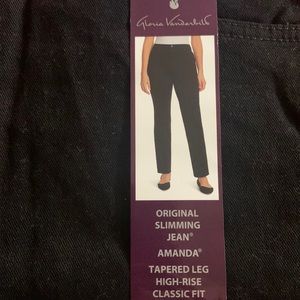 Gloria Vanderbilt
ORIGINAL
SLIMMING
JEAN®
AMANDA®
TAPERED LEG
HIGH-RISE
CLASSIC FIT